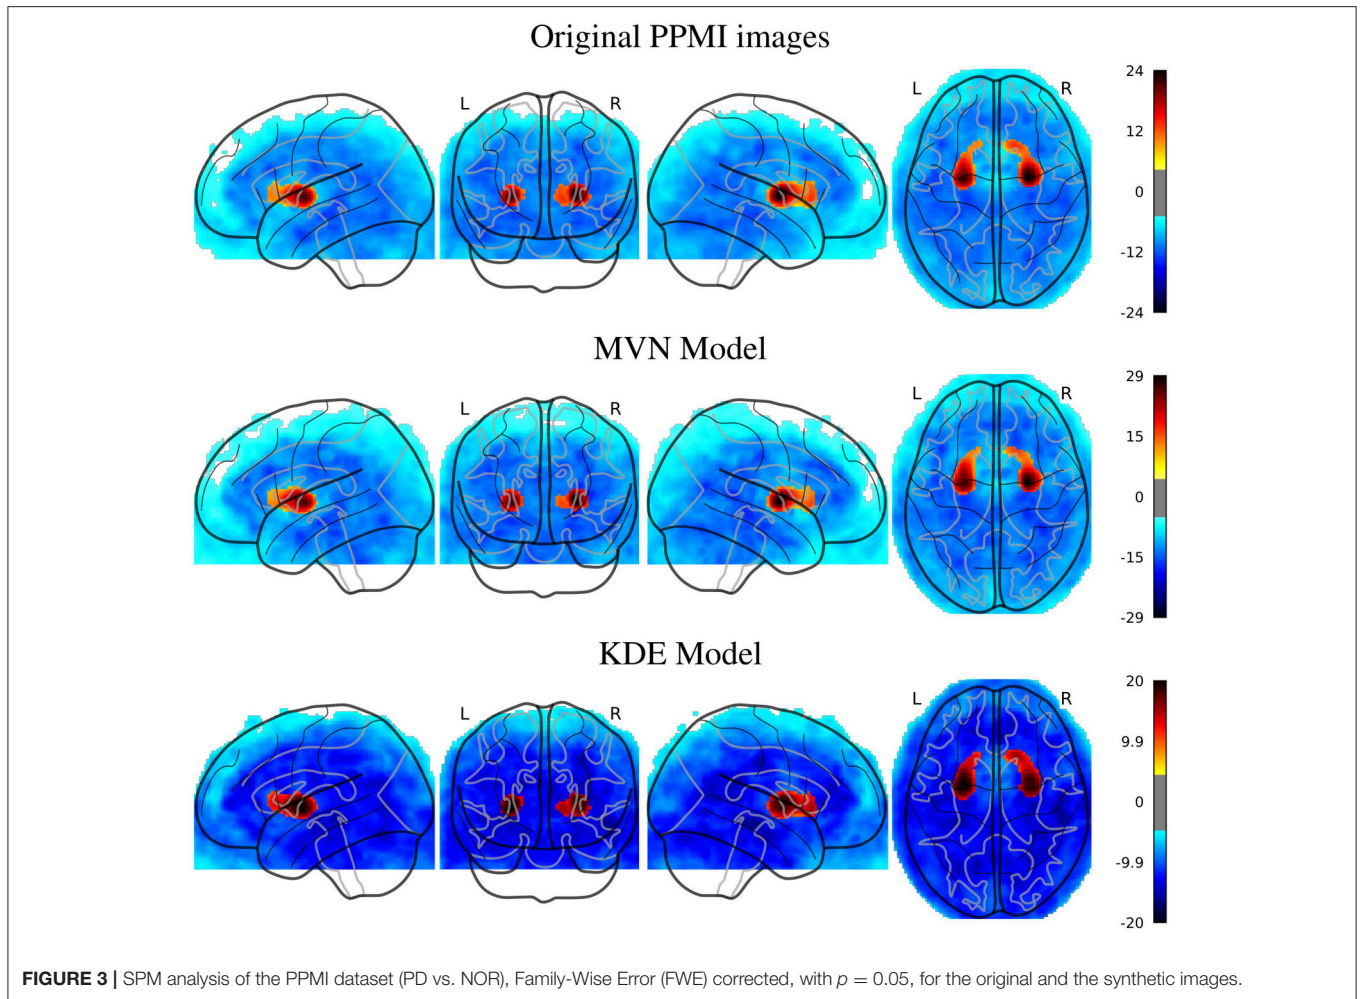 Original PPMI images
L R L R
24
12
0
-12
-24
MVN Model
L R L R
29
15
0
-15
-29
KDE Model
L R L R
20
9.9
0
-9.9
-20
FIGURE 3 | SPM analysis of the PPMI dataset (PD vs. NOR), Family-Wise Error (FWE) corrected, with p = 0.05, for the original and the synthetic images.